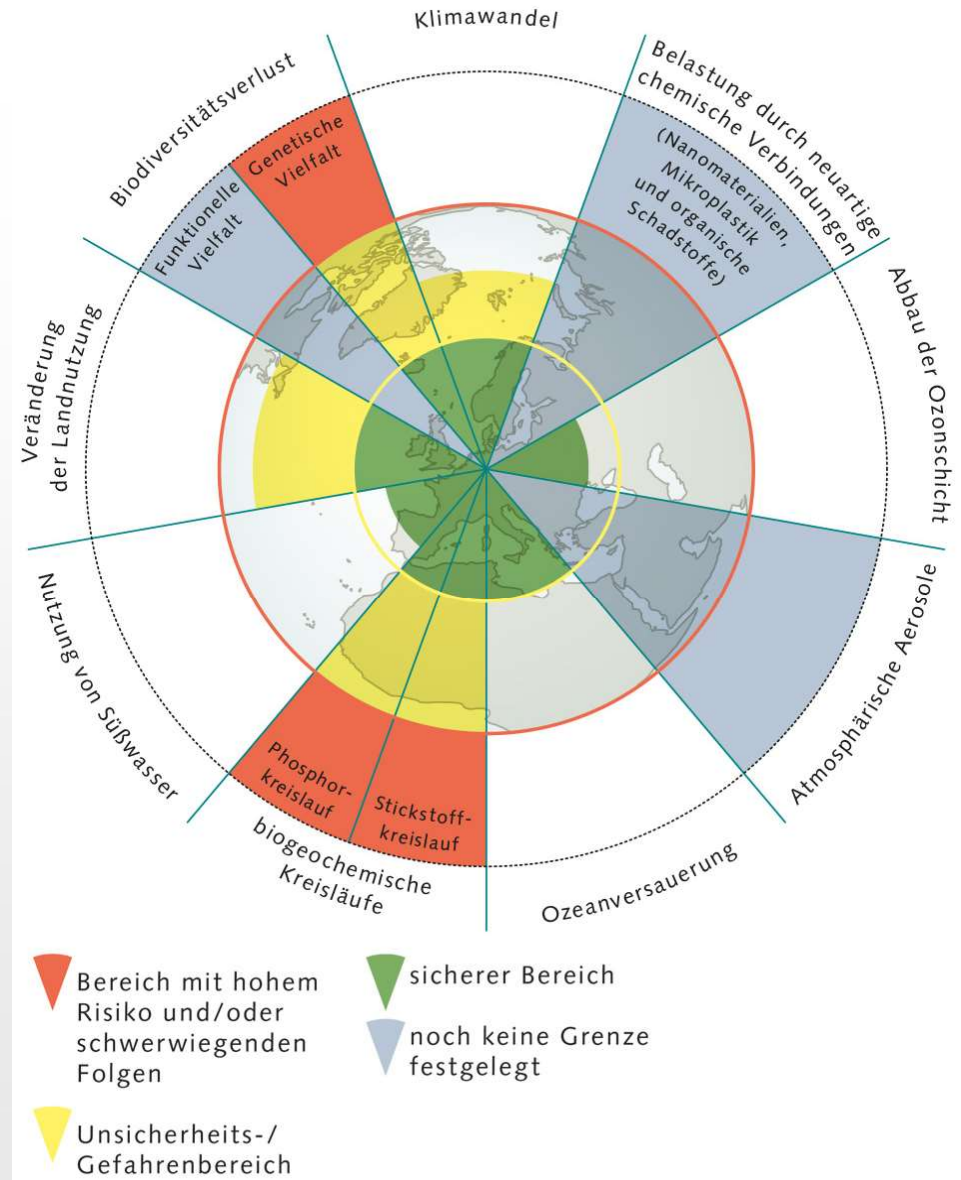 Klimawandel
Belastung durch neuartige
chemische Verbindungen
(Nanomaterialien,
Mikroplastik
und organische
Schadstoffe)
Abbau der Ozonschicht
Atmosphärische Aerosole
Ozeanversauerung
biogeochemische
Kreisläufe
Stickstoff-
kreislauf
Phosphor-
kreislauf
Nutzung von Süßwasser
Veränderung
der Landnutzung
Biodiversitätsverlust
Funktionelle
Vielfalt
Genetische
Vielfalt
Bereich mit hohem
Risiko und/oder
schwerwiegenden
Folgen
Unsicherheits-/
Gefahrenbereich
sicherer Bereich
noch keine Grenze
festgelegt